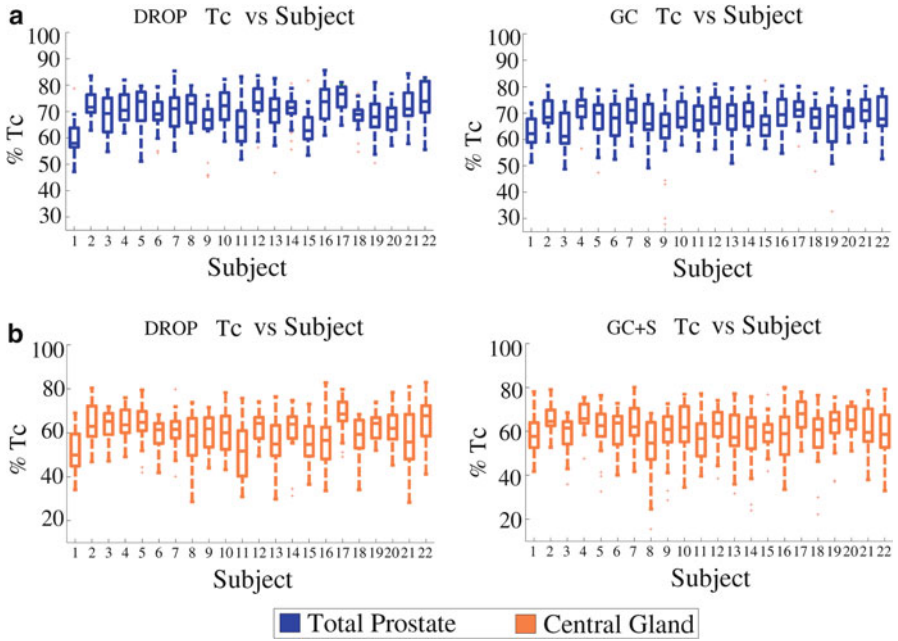 a
DROP Tc vs Subject
100
90
80
70
60
50
40
30
% Tc
1 2 3 4 5 6 7 8 9 10 11 12 13 14 15 16 17 18 19 20 21 22
Subject
GC Tc vs Subject
100
90
80
70
60
50
40
30
% Tc
1 2 3 4 5 6 7 8 9 10 11 12 13 14 15 16 17 18 19 20 21 22
Subject
b
DROP Tc vs Subject
100
80
60
40
20
% Tc
1 2 3 4 5 6 7 8 9 10 11 12 13 14 15 16 17 18 19 20 21 22
Subject
GC+S Tc vs Subject
100
80
60
40
20
% Tc
1 2 3 4 5 6 7 8 9 10 11 12 13 14 15 16 17 18 19 20 21 22
Subject
Total Prostate Central Gland